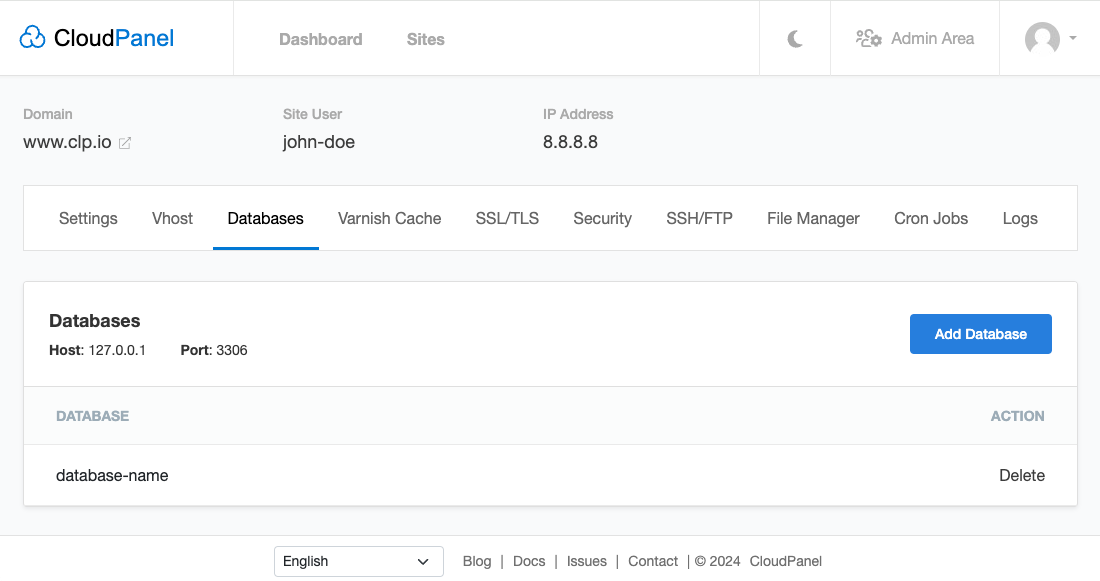 CloudPanel Dashboard Sites Admin Area
Domain Site User IP Address
www.clp.io john-doe 8.8.8.8
Settings Vhost Databases Varnish Cache SSL/TLS Security SSH/FTP File Manager Cron Jobs Logs
Databases
Host: 127.0.0.1 Port: 3306
Add Database
DATABASE ACTION
database-name Delete
English Blog | Docs | Issues | Contact | © 2024 CloudPanel